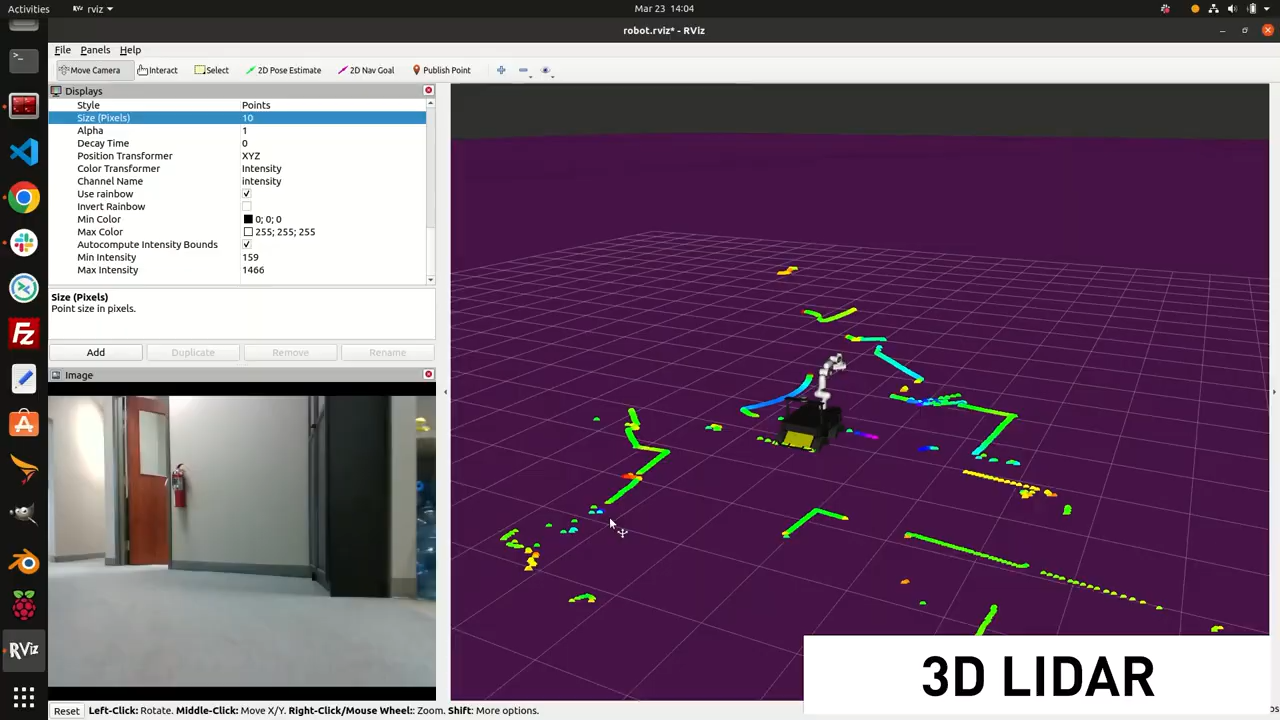 Activities
rviz
Mar 23 14:04
robot.rviz* - RViz
File Panels Help
Move Camera Interact Select 2D Pose Estimate 2D Nav Goal Publish Point
Displays
Style Points
Size (Pixels) 10
Alpha 1
Decay Time 0
Position Transformer XYZ
Color Transformer Intensity
Channel Name intensity
Use rainbow
Invert Rainbow
Min Color 0; 0; 0
Max Color 255; 255; 255
Autocompute Intensity Bounds
Min Intensity 159
Max Intensity 1466
Size (Pixels)
Point size in pixels.
Add Duplicate Remove Rename
Image
Fz
RViz
3D LIDAR
Reset Left-Click: Rotate. Middle-Click: Move X/Y. Right-Click/Mouse Wheel:: Zoom. Shift: More options.